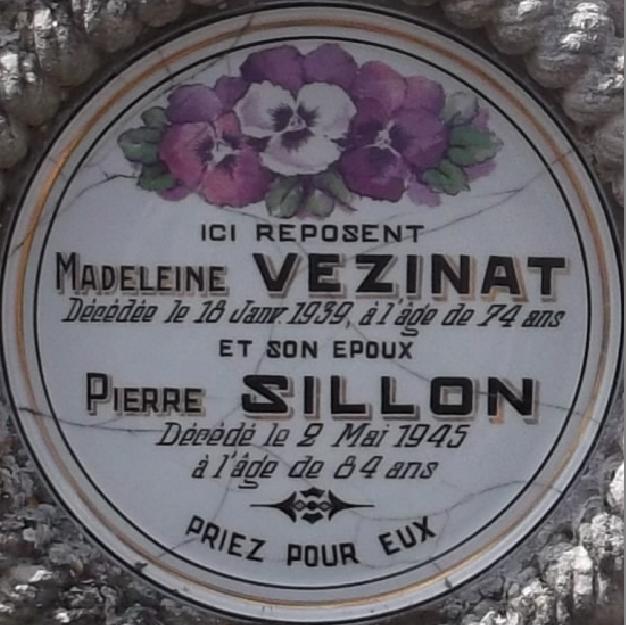 ICI REPOSENT
MADELEINE VEZINAT
Décédée le 18 Janv 1939, à l'âge de 74 ans
ET SON EPOUX
PIERRE SILLON
Décédé le 2 Mai 1945
à l'âge de 84 ans
PRIEZ POUR EUX